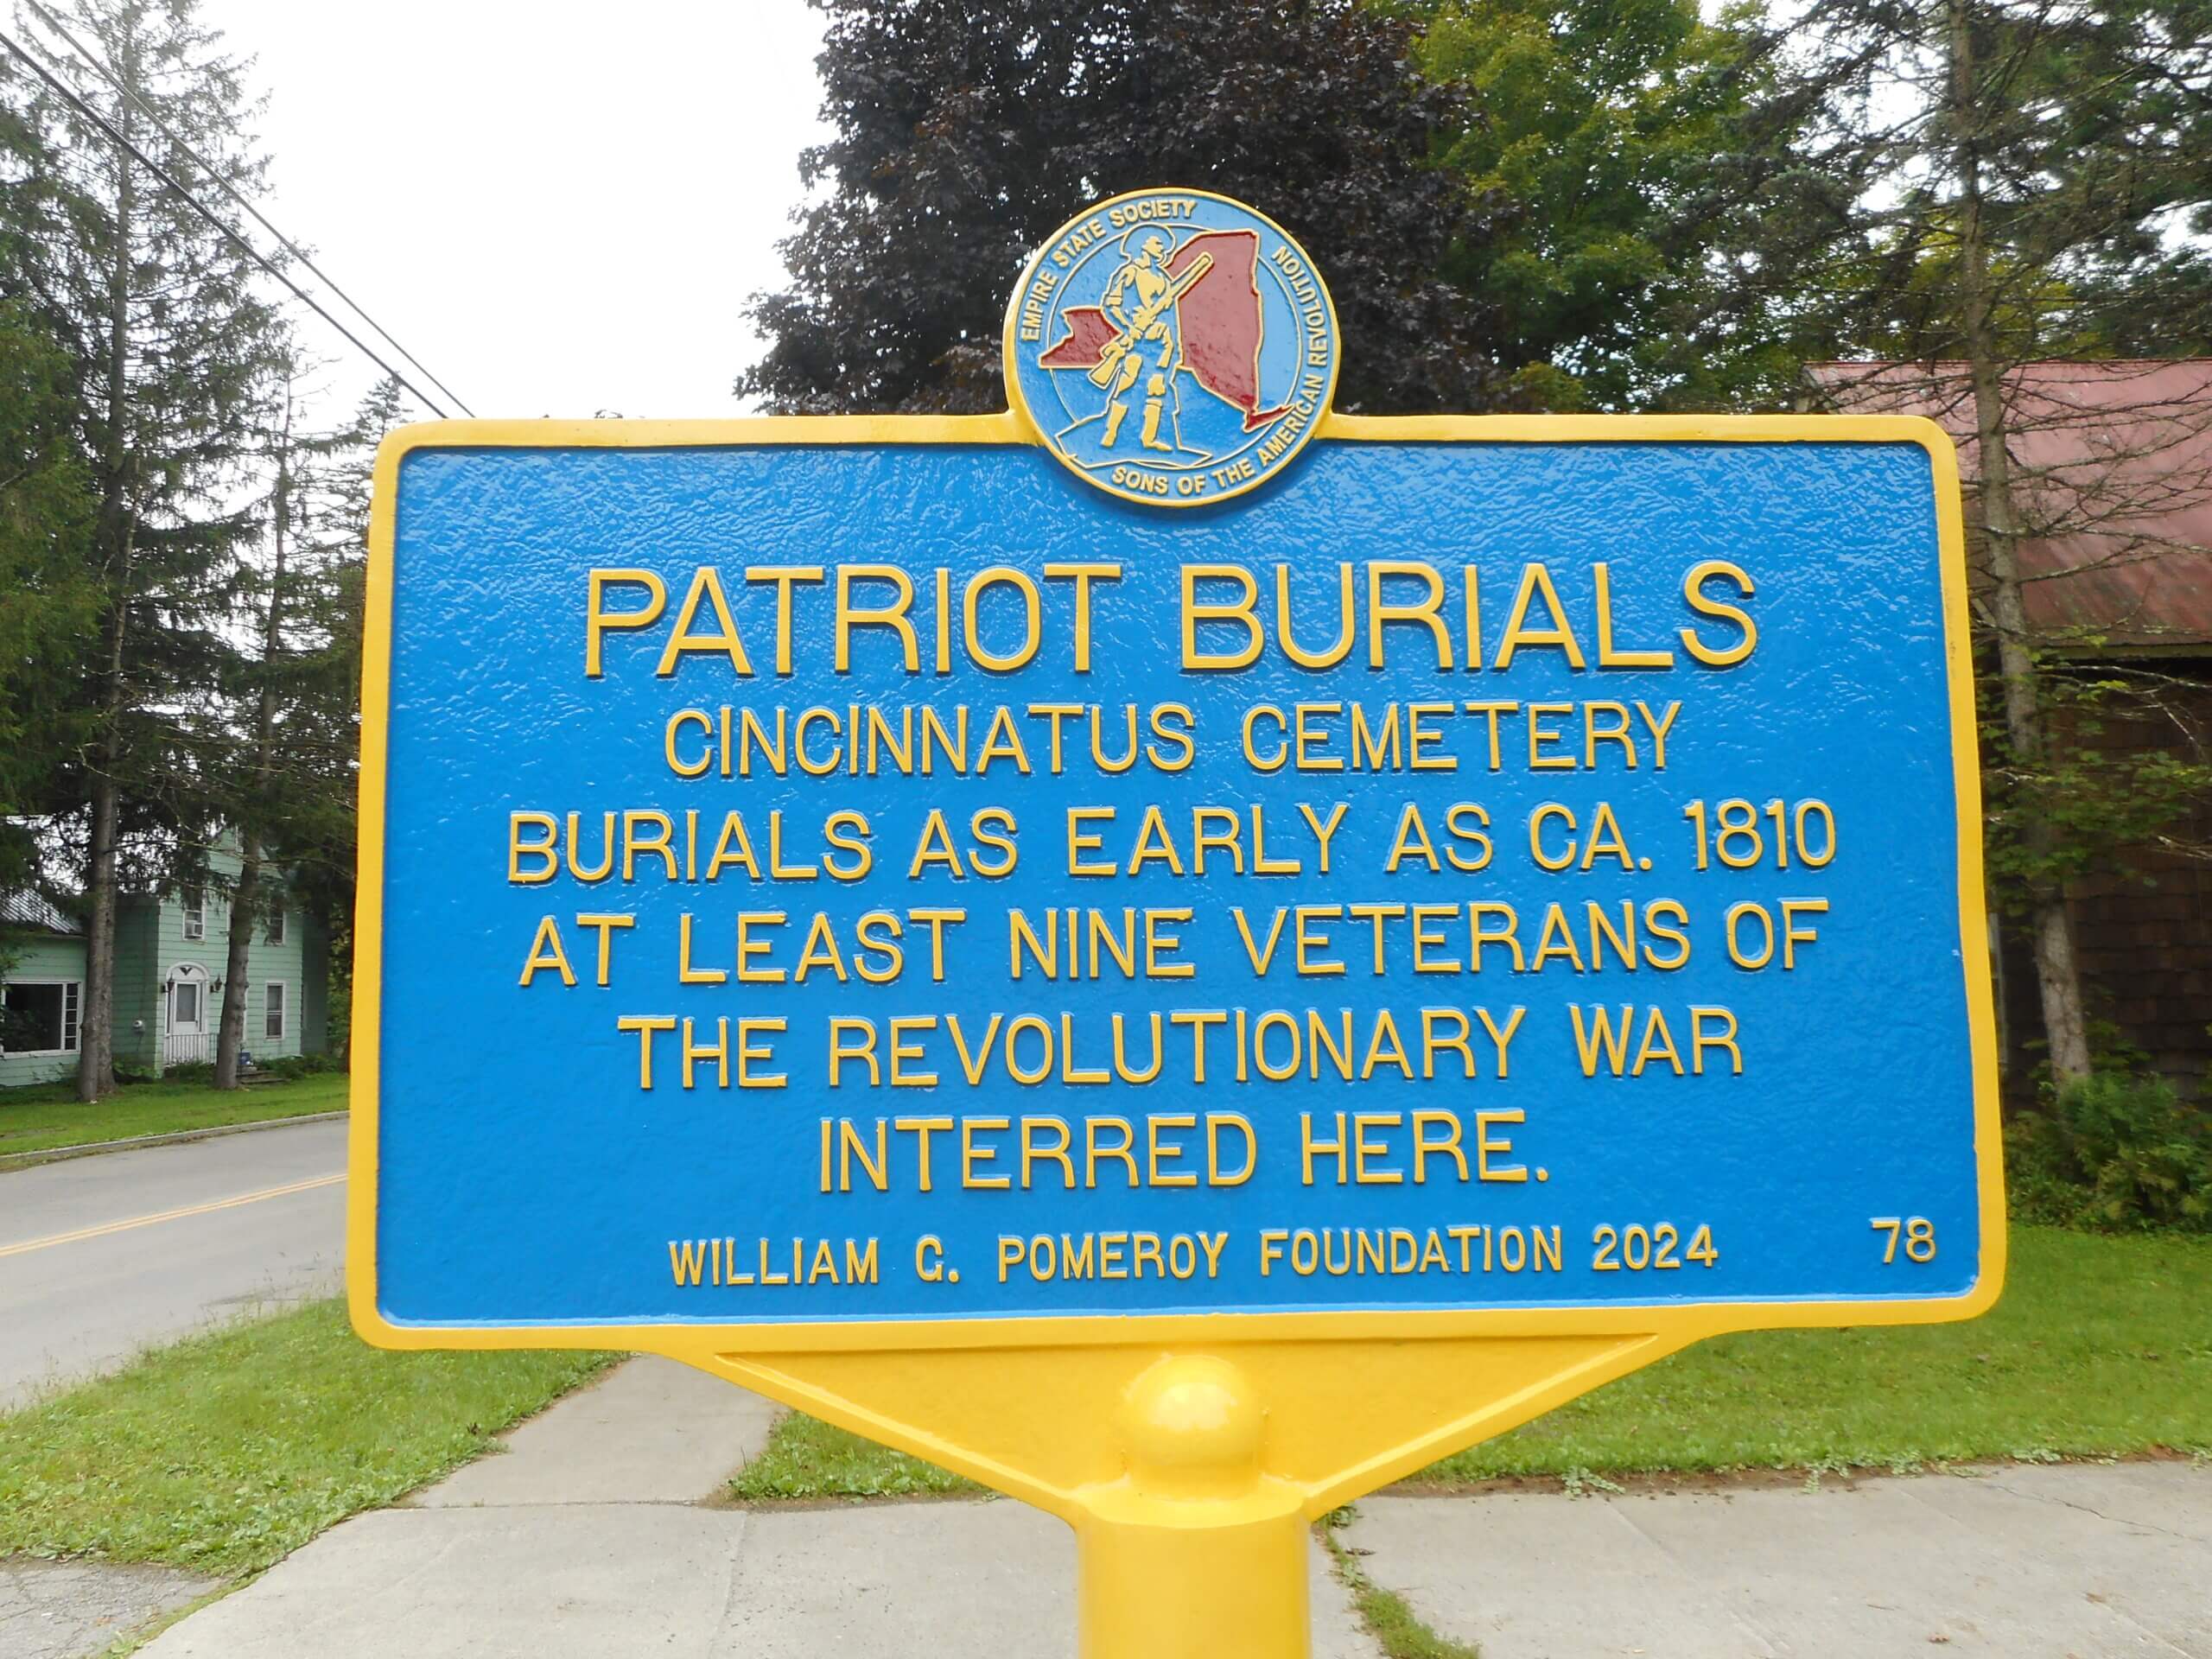 EMPIRE STATE SOCIETY
SONS OF THE AMERICAN REVOLUTION
PATRIOT BURIALS
CINCINNATUS CEMETERY
BURIALS AS EARLY AS CA. 1810
AT LEAST NINE VETERANS OF
THE REVOLUTIONARY WAR
INTERRED HERE.
WILLIAM G. POMEROY FOUNDATION 2024 78